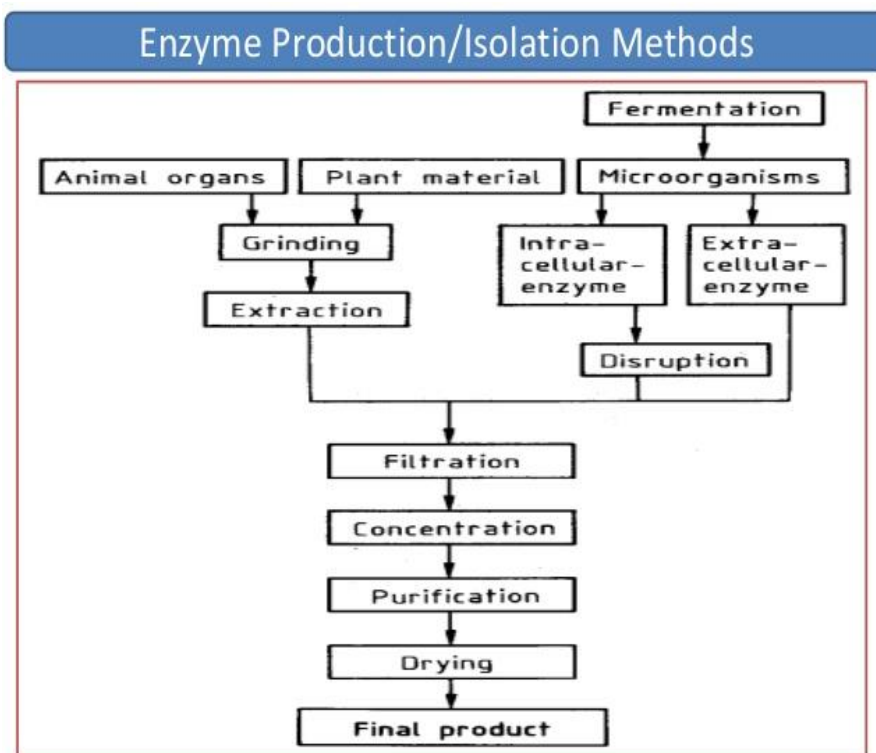 Enzyme Production/Isolation Methods
Fermentation
Animal organs
Plant material
Microorganisms
Grinding
Intra-
cellular-
enzyme
Extra-
cellular-
enzyme
Extraction
Disruption
Filtration
Concentration
Purification
Drying
Final product